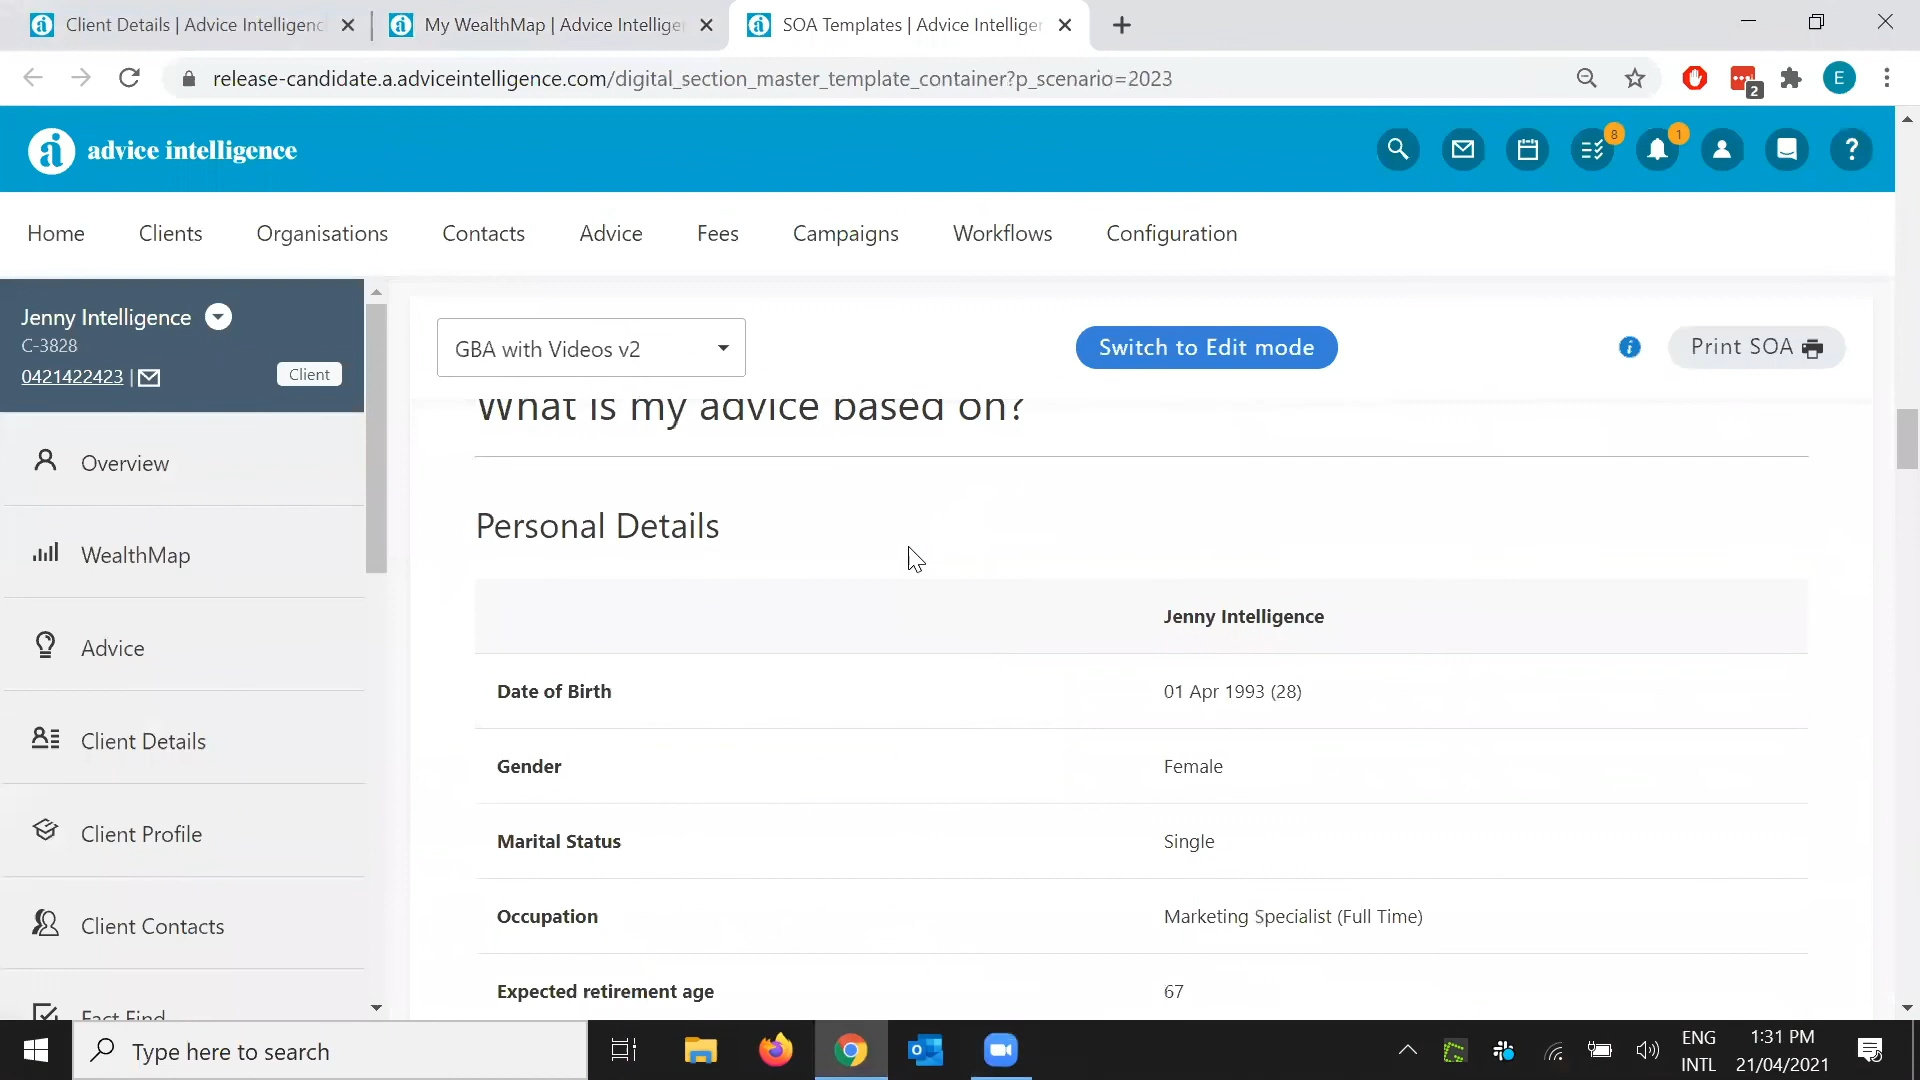 Client Details | Advice Intelligenc
My WealthMap | Advice Intellige
SOA Templates | Advice Intelliger
release-candidate.a.adviceintelligence.com/digital_section_master_template_container?p_scenario=2023
2
E
advice intelligence
8
1
?
Home
Clients
Organisations
Contacts
Advice
Fees
Campaigns
Workflows
Configuration
Jenny Intelligence
C-3828
0421422423 |
Client
GBA with Videos v2
Switch to Edit mode
i
Print SOA
Overview
WealthMap
Advice
Client Details
Client Profile
Client Contacts
Fact Find
What is my advice based on?
Personal Details
Jenny Intelligence
Date of Birth
01 Apr 1993 (28)
Gender
Female
Marital Status
Single
Occupation
Marketing Specialist (Full Time)
Expected retirement age
67
Type here to search
ENG
INTL
1:31 PM
21/04/2021